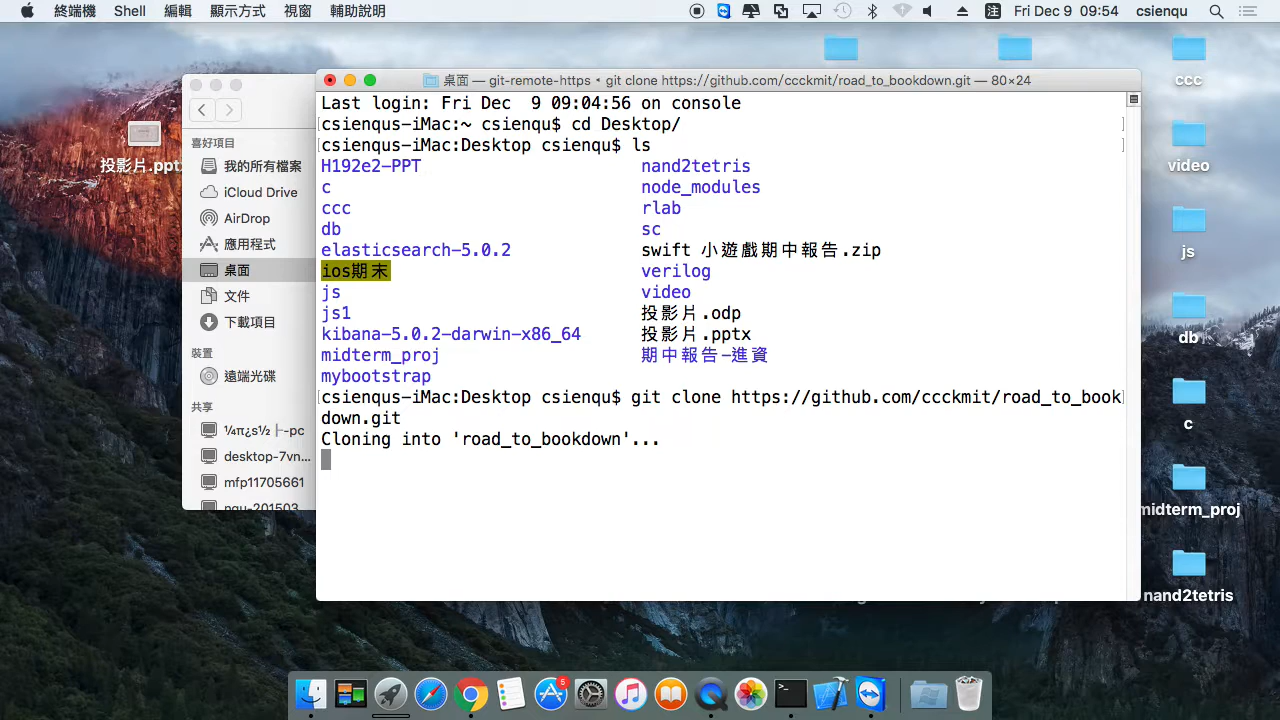 終端機 Shell 編輯 顯示方式 視窗 輔助說明 注 Fri Dec 9 09:54 csienqu
桌面 — git-remote-https • git clone https://github.com/ccckmit/road_to_bookdown.git — 80×24
Last login: Fri Dec  9 09:04:56 on console
csienqus-iMac:~ csienqu$ cd Desktop/
csienqus-iMac:Desktop csienqu$ ls
H192e2-PPT nand2tetris
c node_modules
ccc rlab
db sc
elasticsearch-5.0.2 swift 小遊戲期中報告.zip
ios期末 verilog
js video
js1 投影片.odp
kibana-5.0.2-darwin-x86_64 投影片.pptx
midterm_proj 期中報告-進資
mybootstrap
csienqus-iMac:Desktop csienqu$ git clone https://github.com/ccckmit/road_to_book
down.git
Cloning into 'road_to_bookdown'...
投影片.pptx
喜好項目
我的所有檔案
iCloud Drive
AirDrop
應用程式
桌面
文件
下載項目
裝置
遠端光碟
共享
desktop-7vn...
mfp11705661
ngu-201503
ccc
video
js
db
c
midterm_proj
nand2tetris
5